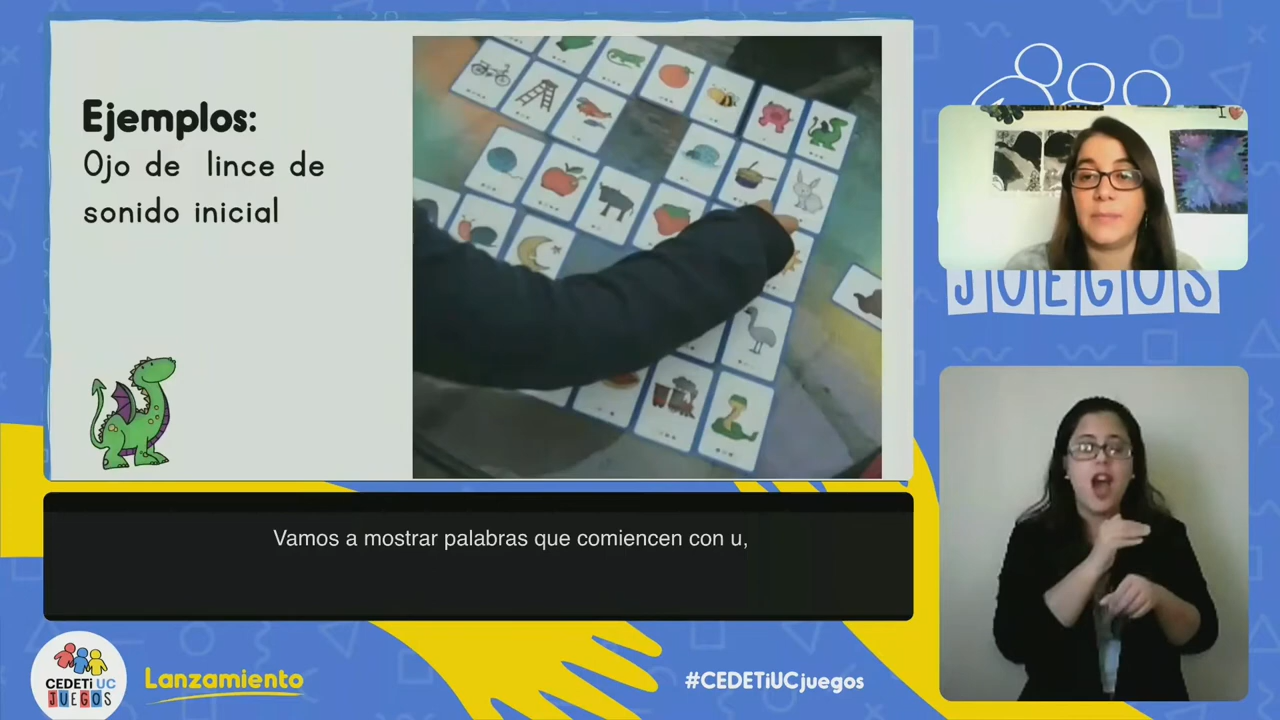 Ejemplos:
Ojo de lince de
sonido inicial
I
JUEGOS
Vamos a mostrar palabras que comiencen con u,
CEDETi UC
JUEGOS
Lanzamiento
#CEDETiUCjuegos